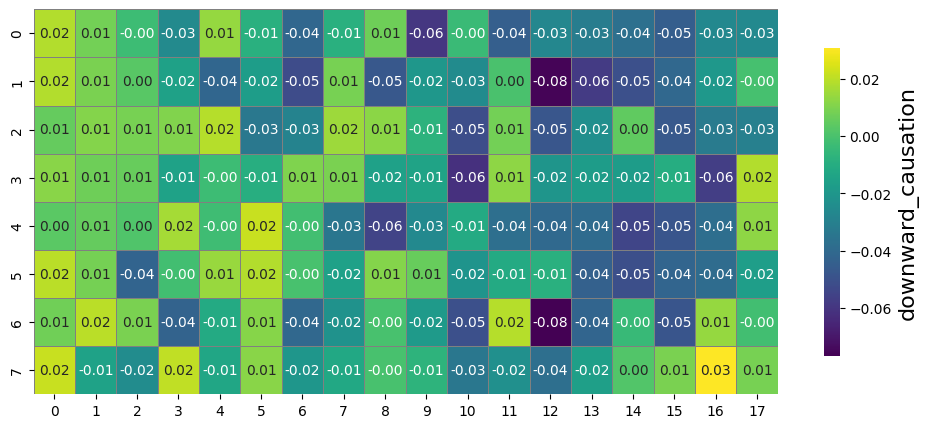 0 0.02 0.01 -0.00 -0.03 0.01 -0.01 -0.04 -0.01 0.01 -0.06 -0.00 -0.04 -0.03 -0.03 -0.04 -0.05 -0.03 -0.03
1 0.02 0.01 0.00 -0.02 -0.04 -0.02 -0.05 0.01 -0.05 -0.02 -0.03 0.00 -0.08 -0.06 -0.05 -0.04 -0.02 -0.00
2 0.01 0.01 0.01 0.01 0.02 -0.03 -0.03 0.02 0.01 -0.01 -0.05 0.01 -0.05 -0.02 0.00 -0.05 -0.03 -0.03
3 0.01 0.01 0.01 -0.01 -0.00 -0.01 0.01 0.01 -0.02 -0.01 -0.06 0.01 -0.02 -0.02 -0.02 -0.01 -0.06 0.02
4 0.00 0.01 0.00 0.02 -0.00 0.02 -0.00 -0.03 -0.06 -0.03 -0.01 -0.04 -0.04 -0.04 -0.05 -0.05 -0.04 0.01
5 0.02 0.01 -0.04 -0.00 0.01 0.02 -0.00 -0.02 0.01 0.01 -0.02 -0.01 -0.01 -0.04 -0.05 -0.04 -0.04 -0.02
6 0.01 0.02 0.01 -0.04 -0.01 0.01 -0.04 -0.02 -0.00 -0.02 -0.05 0.02 -0.08 -0.04 -0.00 -0.05 0.01 -0.00
7 0.02 -0.01 -0.02 0.02 -0.01 0.01 -0.02 -0.01 -0.00 -0.01 -0.03 -0.02 -0.04 -0.02 0.00 0.01 0.03 0.01
0 1 2 3 4 5 6 7 8 9 10 11 12 13 14 15 16 17
0.02
0.00
−0.02
−0.04
−0.06
downward_causation